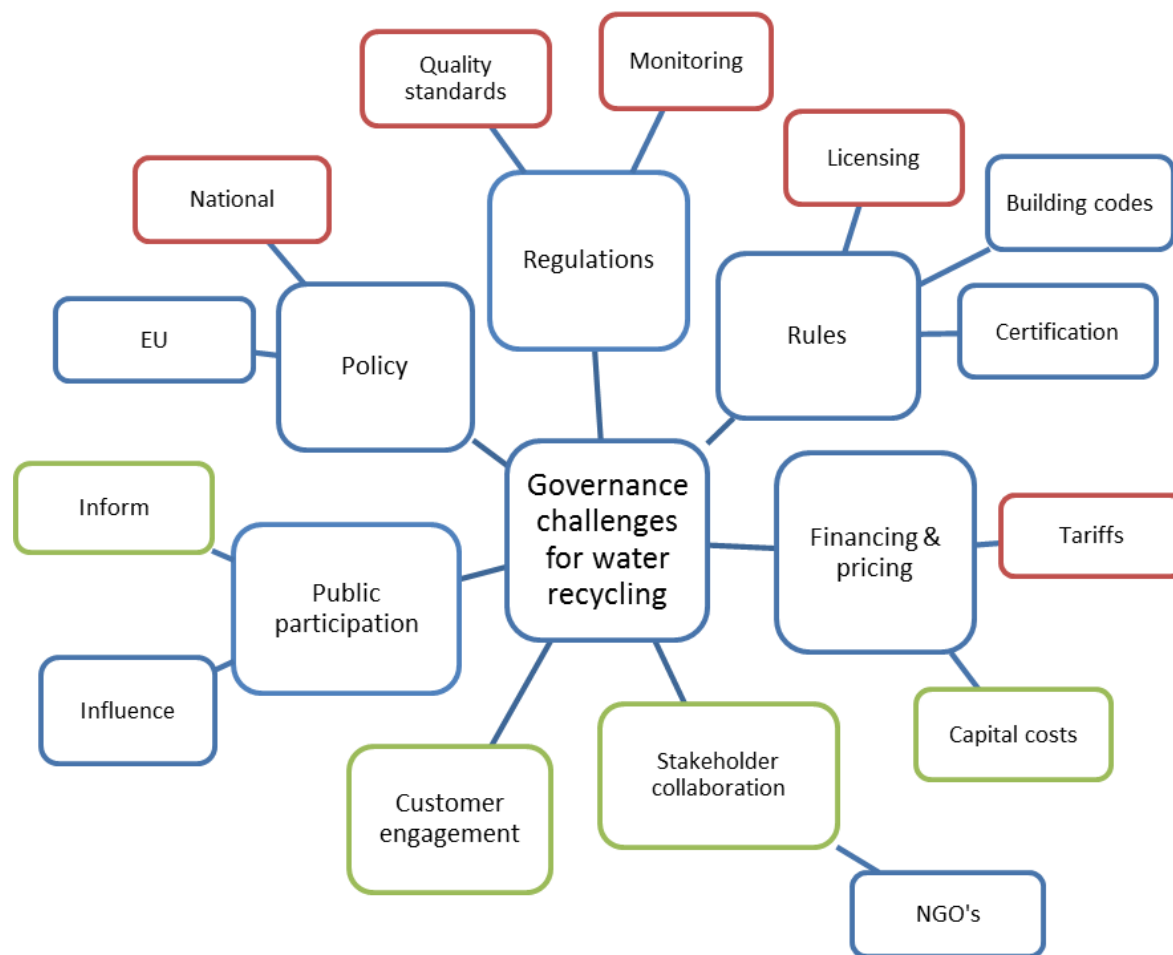 Quality
standards
Monitoring
Licensing
National
Building codes
Regulations
EU
Policy
Rules
Certification
Governance
challenges
for water
recycling
Inform
Financing &
pricing
Tariffs
Public
participation
Influence
Capital costs
Stakeholder
collaboration
Customer
engagement
NGO's